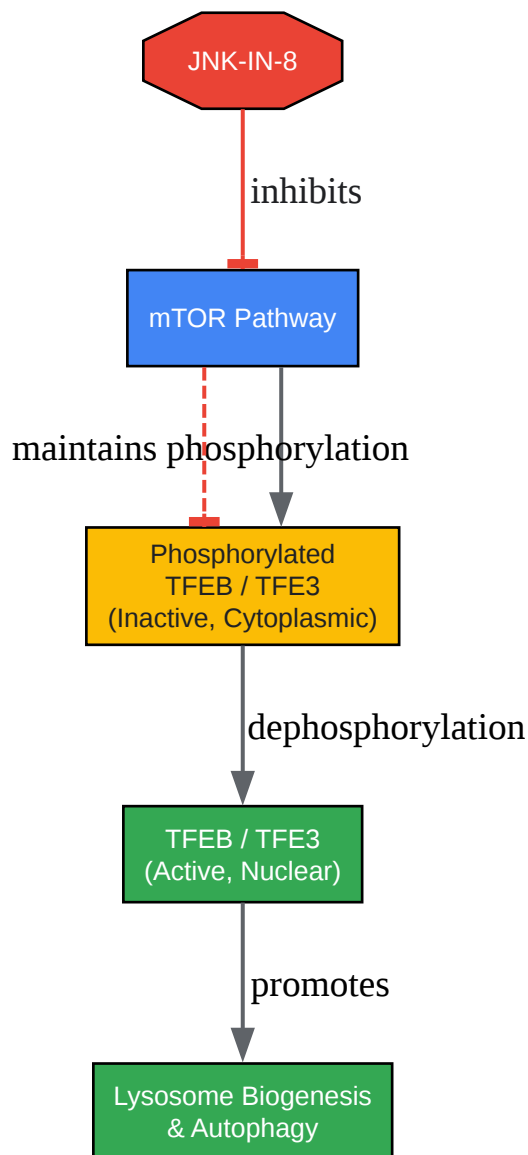 JNK-IN-8
inhibits
mTOR Pathway
maintains phosphorylation
Phosphorylated
TFEB / TFE3
(Inactive, Cytoplasmic)
dephosphorylation
TFEB / TFE3
(Active, Nuclear)
promotes
Lysosome Biogenesis
& Autophagy